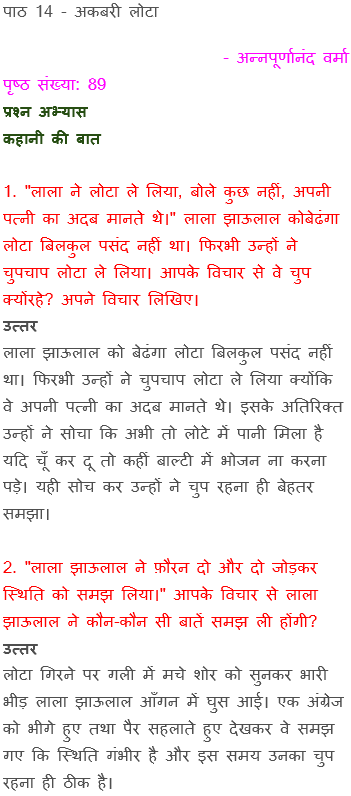 पाठ 14 - अकबरी लोटा
- अन्नपूर्णानंद वर्मा
पृष्ठ संख्या: 89
प्रश्न अभ्यास
कहानी की बात
1. "लाला ने लोटा ले लिया, बोले कुछ नहीं, अपनी
पत्नी का अदब मानते थे।" लाला झाऊलाल कोबेढंगा
लोटा बिलकुल पसंद नहीं था। फिरभी उन्हों ने
चुपचाप लोटा ले लिया। आपके विचार से वे चुप
क्योंरहे? अपने विचार लिखिए।
उत्तर
लाला झाऊलाल को बेढंगा लोटा बिलकुल पसंद नहीं
था। फिरभी उन्हों ने चुपचाप लोटा ले लिया क्योंकि
वे अपनी पत्नी का अदब मानते थे। इसके अतिरिक्त
उन्हों ने सोचा कि अभी तो लोटे में पानी मिला है
यदि चूँ कर दू तो कहीं बाल्टी में भोजन ना करना
पड़े। यही सोच कर उन्हों ने चुप रहना ही बेहतर
समझा।
2. "लाला झाऊलाल ने फ़ौरन दो और दो जोड़कर
स्थिति को समझ लिया।" आपके विचार से लाला
झाऊलाल ने कौन-कौन सी बातें समझ ली होंगी?
उत्तर
लोटा गिरने पर गली में मचे शोर को सुनकर भारी
भीड़ लाला झाऊलाल आँगन में घुस आई। एक अंग्रेज
को भीगे हुए तथा पैर सहलाते हुए देखकर वे समझ
गए कि स्थिति गंभीर है और इस समय उनका चुप
रहना ही ठीक है।